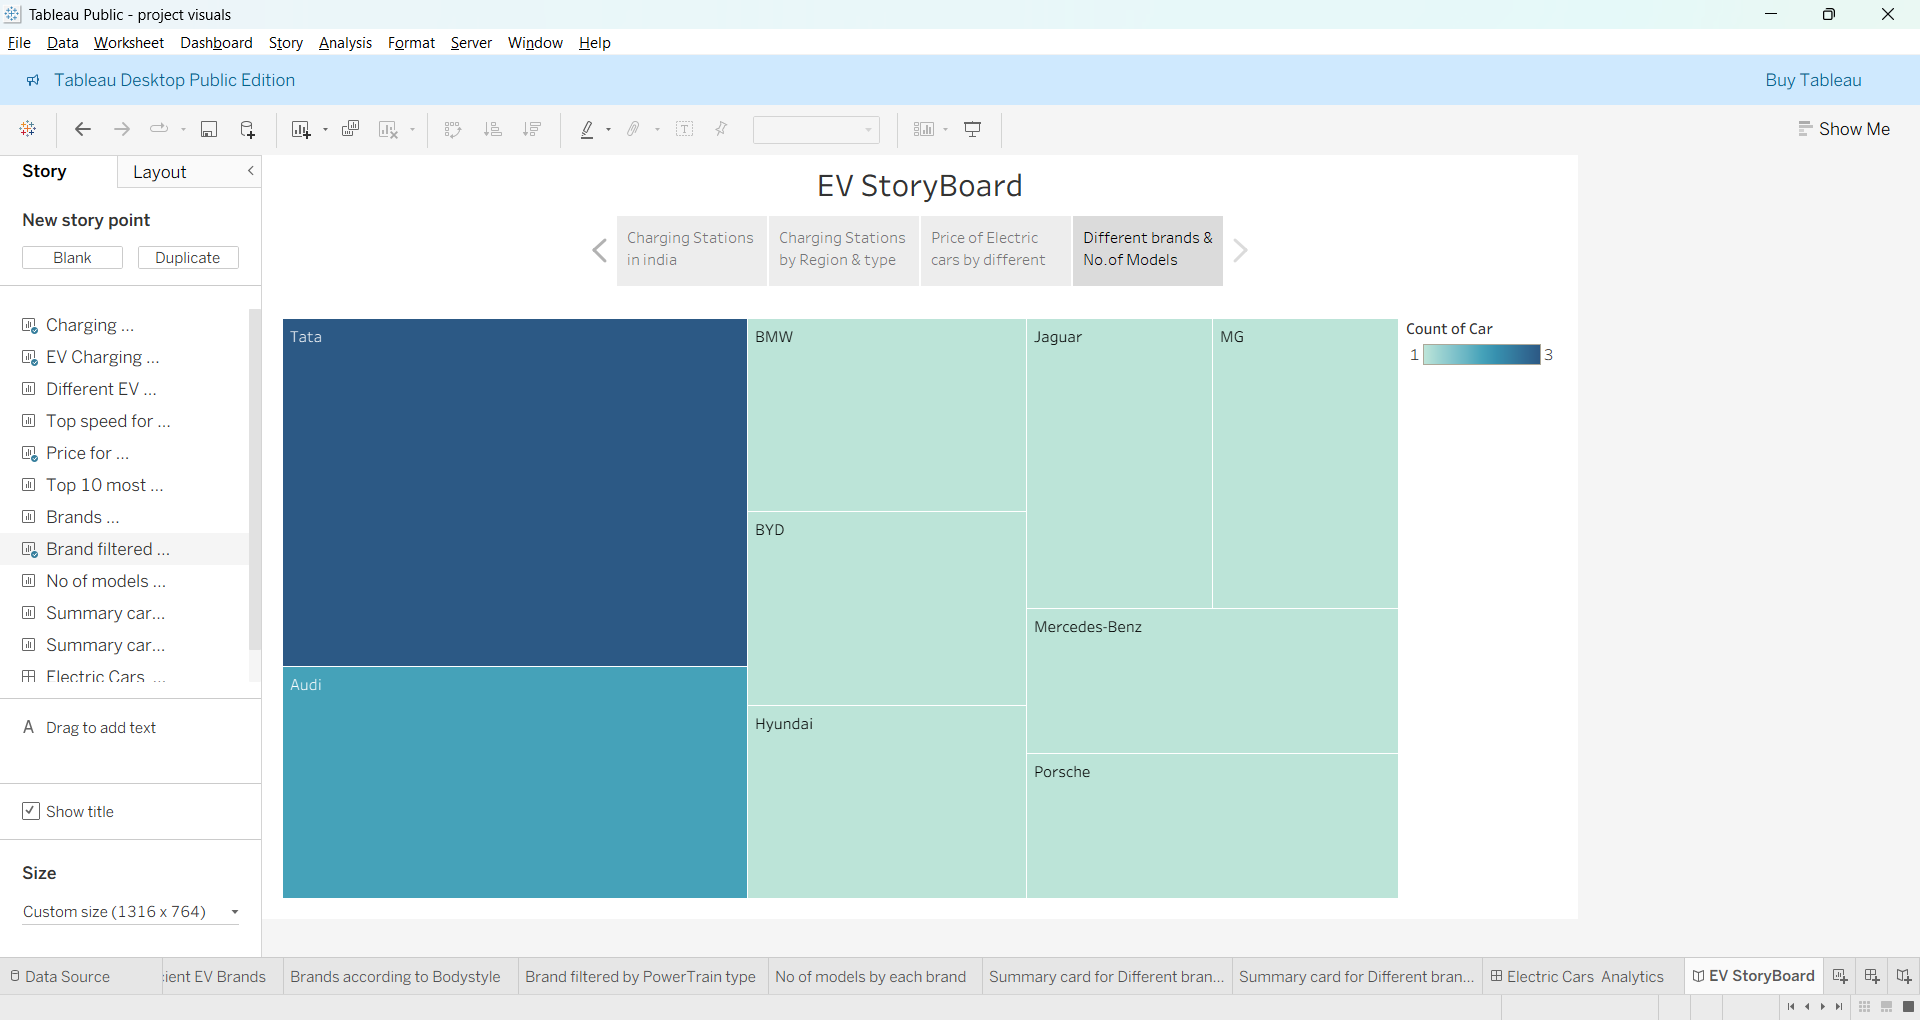 Tableau Public - project visuals
File Data Worksheet Dashboard Story Analysis Format Server Window Help
Tableau Desktop Public Edition
Buy Tableau
Show Me
Story
Layout
New story point
Blank
Duplicate
Charging ...
EV Charging ...
Different EV ...
Top speed for ...
Price for ...
Top 10 most ...
Brands ...
Brand filtered ...
No of models ...
Summary car...
Summary car...
Electric Cars ...
A Drag to add text
Show title
Size
Custom size (1316 x 764)
EV StoryBoard
Charging Stations
in india
Charging Stations
by Region & type
Price of Electric
cars by different
Different brands &
No.of Models
Tata
Audi
BMW
BYD
Hyundai
Jaguar
MG
Mercedes-Benz
Porsche
Count of Car
1
3
Data Source
ient EV Brands
Brands according to Bodystyle
Brand filtered by PowerTrain type
No of models by each brand
Summary card for Different bran...
Summary card for Different bran...
Electric Cars Analytics
EV StoryBoard